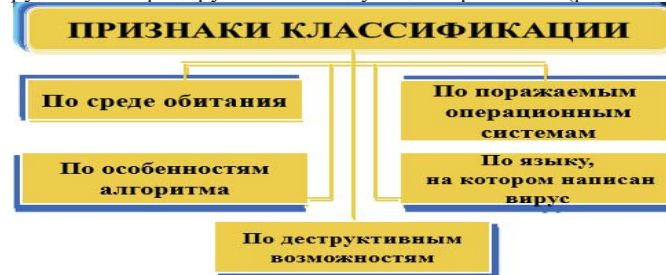 ПРИЗНАКИ КЛАССИФИКАЦИИ
По среде обитания
По поражаемым
операционным
системам
По особенностям
алгоритма
По языку,
на котором написан
вирус
По деструктивным
возможностям